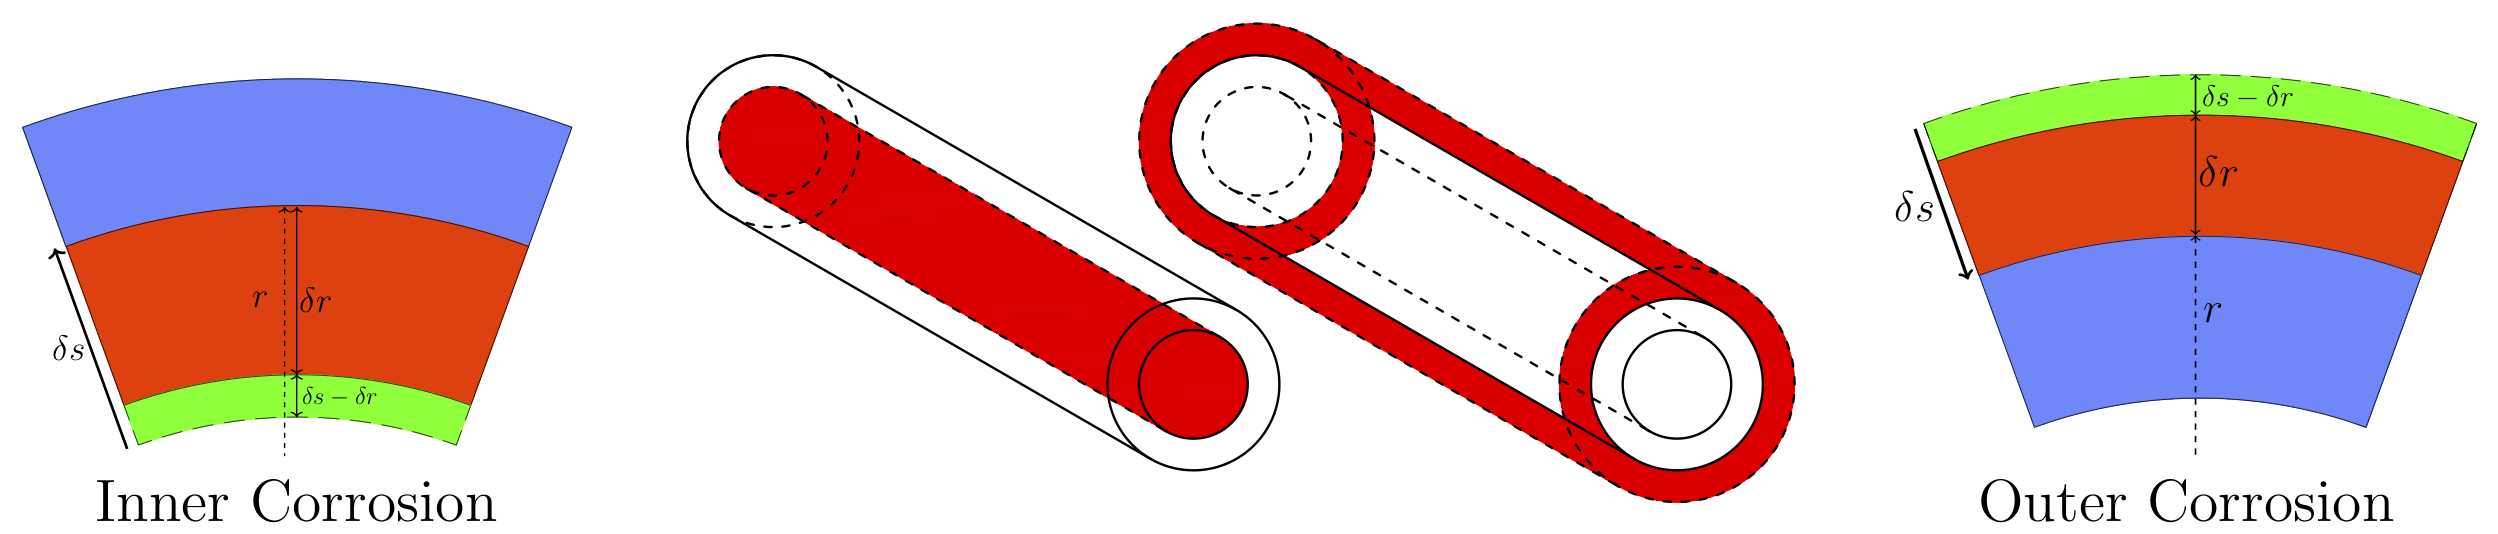 r
δr
δs
δs − δr
Inner Corrosion
δs − δr
δr
δs
r
Outer Corrosion